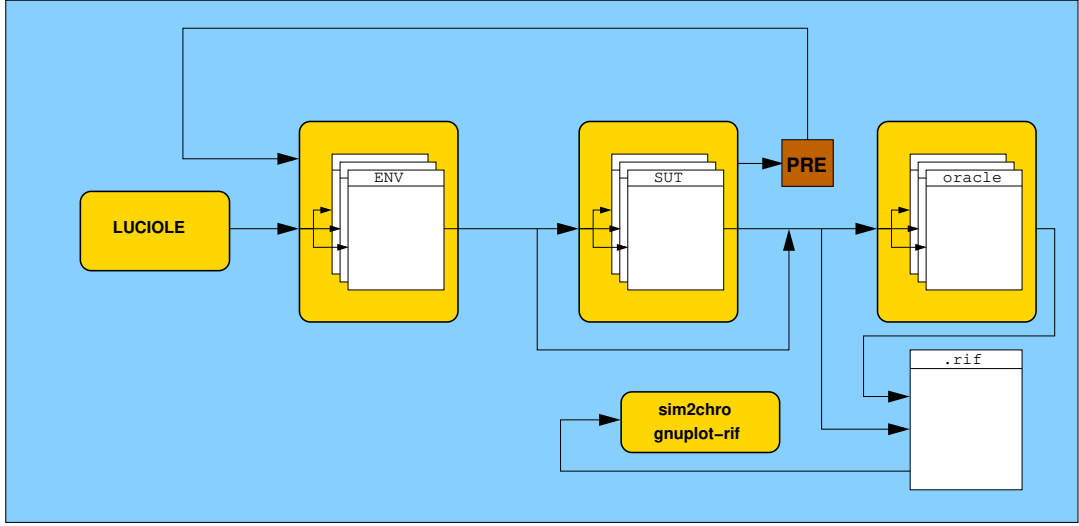 PRE
ENV
SUT
oracle
LUCIOLE
.rif
sim2chro
gnuplot−rif